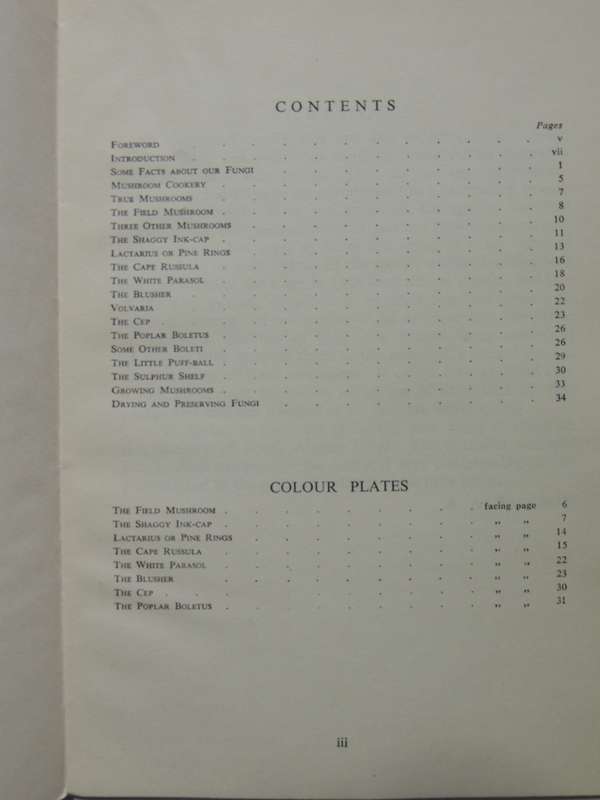 CONTENTS
Pages
FOREWORD v
INTRODUCTION vii
SOME FACTS ABOUT OUR FUNGI 1
MUSHROOM COOKERY 5
TRUE MUSHROOMS 7
THE FIELD MUSHROOM 8
THREE OTHER MUSHROOMS 10
THE SHAGGY INK-CAP 11
LACTARIUS OR PINE RINGS 13
THE CAPE RUSSULA 16
THE WHITE PARASOL 18
THE BLUSHER 20
VOLVARIA 22
THE CEP 23
THE POPLAR BOLETUS 26
SOME OTHER BOLETI 26
THE LITTLE PUFF-BALL 29
THE SULPHUR SHELF 30
GROWING MUSHROOMS 33
DRYING AND PRESERVING FUNGI 34
COLOUR PLATES
THE FIELD MUSHROOM facing page 6
THE SHAGGY INK-CAP ,, ,, 7
LACTARIUS OR PINE RINGS ,, ,, 14
THE CAPE RUSSULA ,, ,, 15
THE WHITE PARASOL ,, ,, 22
THE BLUSHER ,, ,, 23
THE CEP ,, ,, 30
THE POPLAR BOLETUS ,, ,, 31
iii